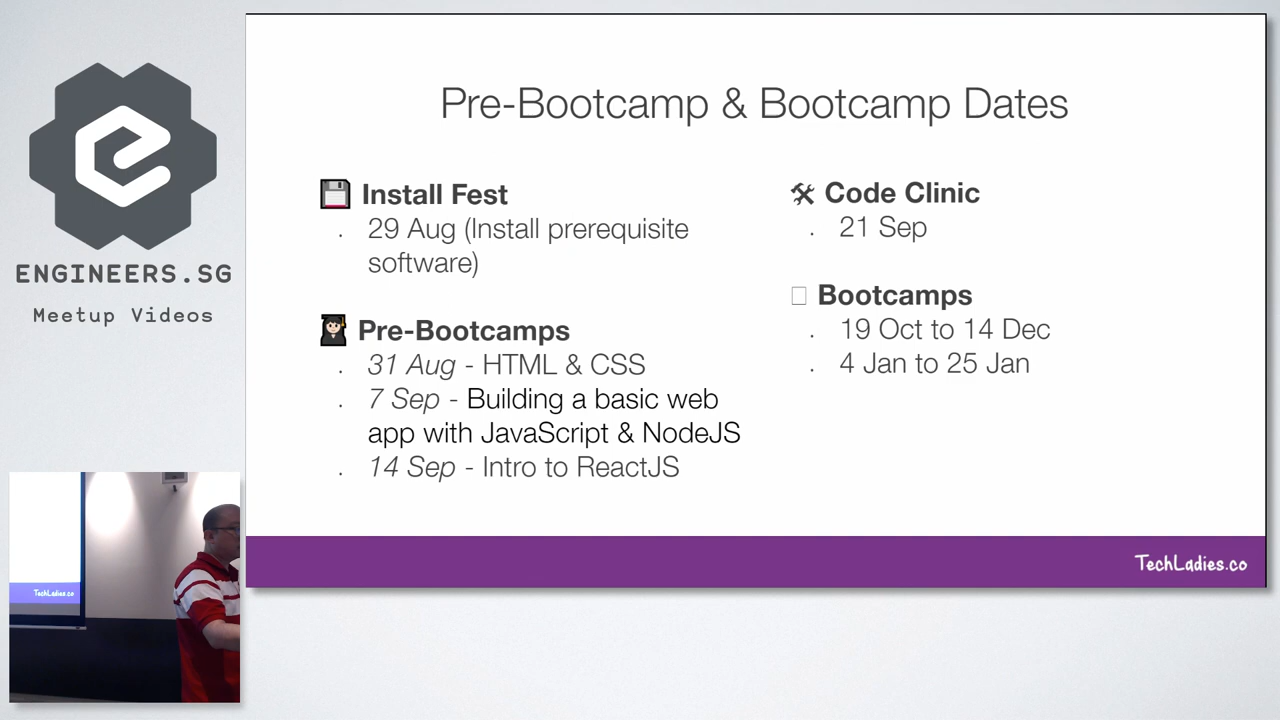 ENGINEERS.SG
Meetup Videos
Pre-Bootcamp & Bootcamp Dates
Install Fest
29 Aug (Install prerequisite
software)
Pre-Bootcamps
31 Aug - HTML & CSS
7 Sep - Building a basic web
app with JavaScript & NodeJS
14 Sep - Intro to ReactJS
Code Clinic
21 Sep
Bootcamps
19 Oct to 14 Dec
4 Jan to 25 Jan
TechLadies.co
TechLadies.co